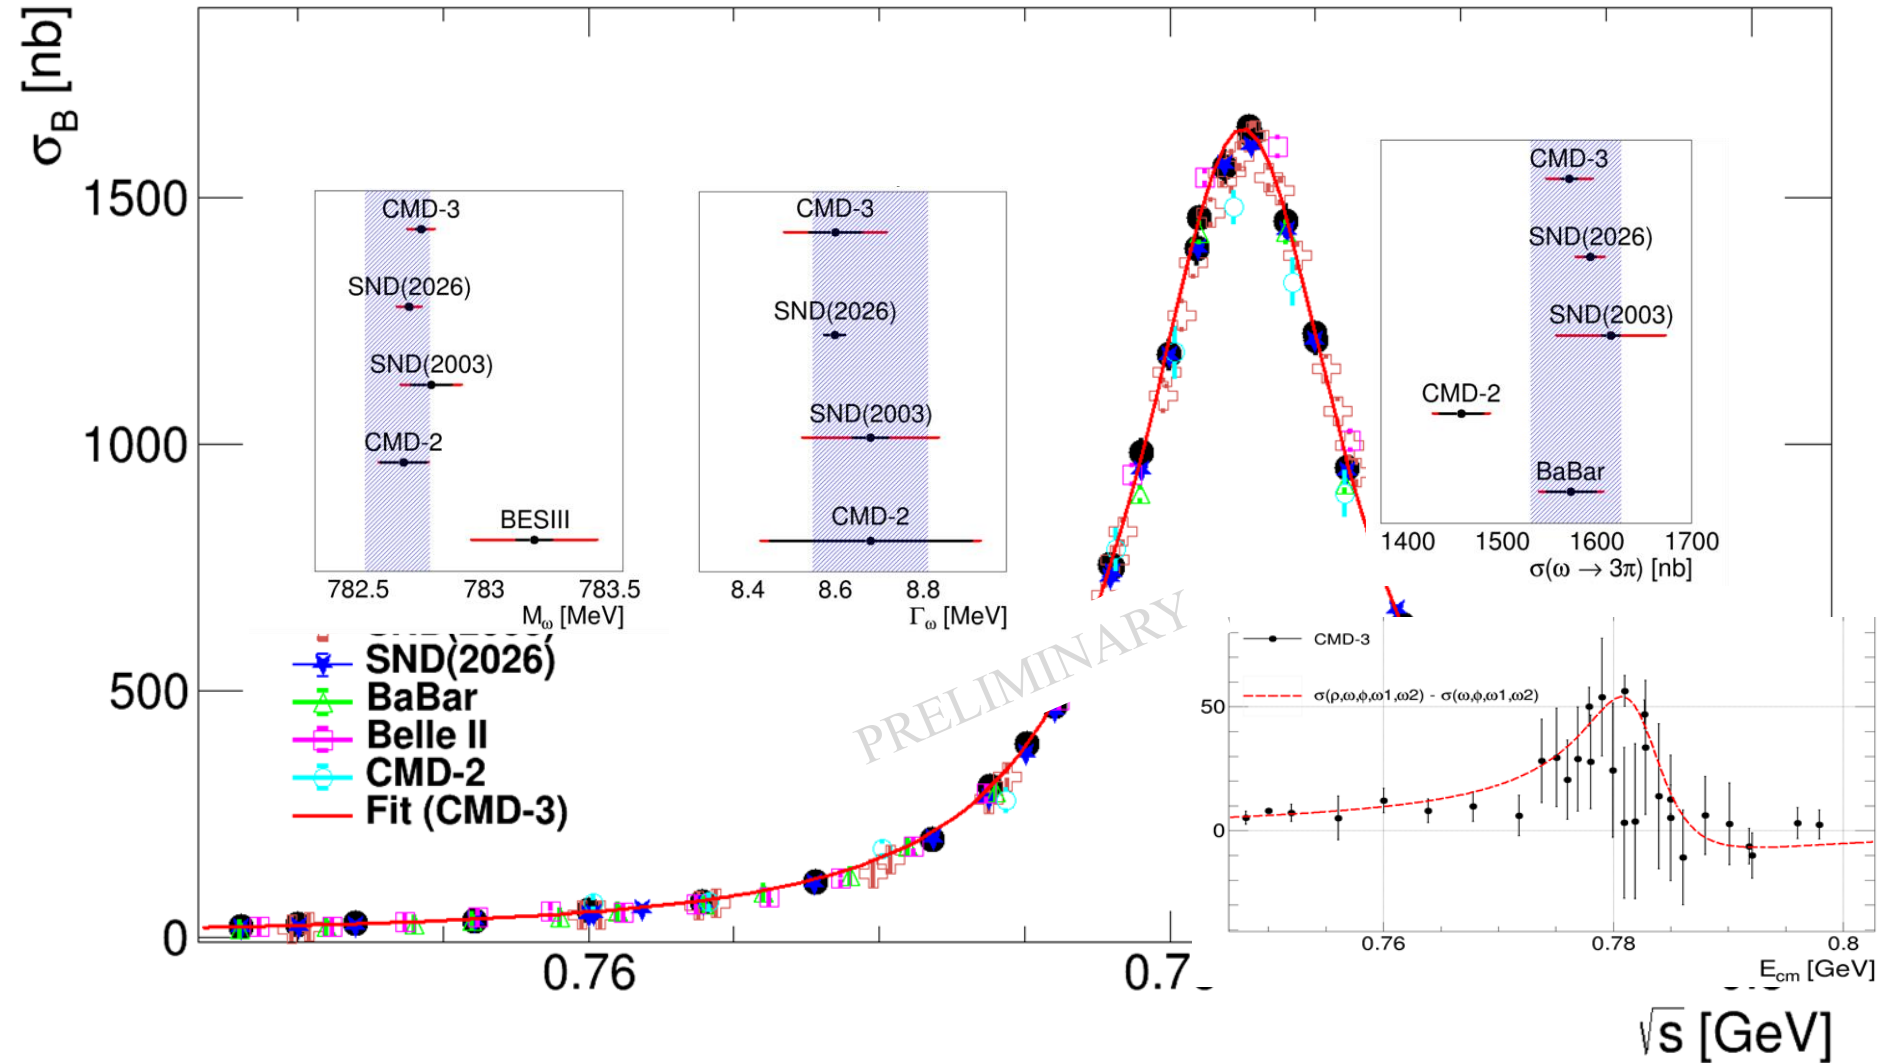 σB [nb]
1500
1000
500
0
CMD-3
SND(2026)
SND(2003)
CMD-2
BESIII
782.5 783 783.5
Mω [MeV]
CMD-3
SND(2026)
SND(2003)
CMD-2
8.4 8.6 8.8
Γω [MeV]
CMD-3
SND(2026)
SND(2003)
CMD-2
BaBar
1400 1500 1600 1700
σ(ω → 3π) [nb]
SND(2026)
BaBar
Belle II
CMD-2
Fit (CMD-3)
PRELIMINARY
CMD-3
σ(ρ,ω,ϕ,ω1,ω2) - σ(ω,ϕ,ω1,ω2)
50
0
0.76 0.78 0.8
Ecm [GeV]
0.76 0.7
√s [GeV]